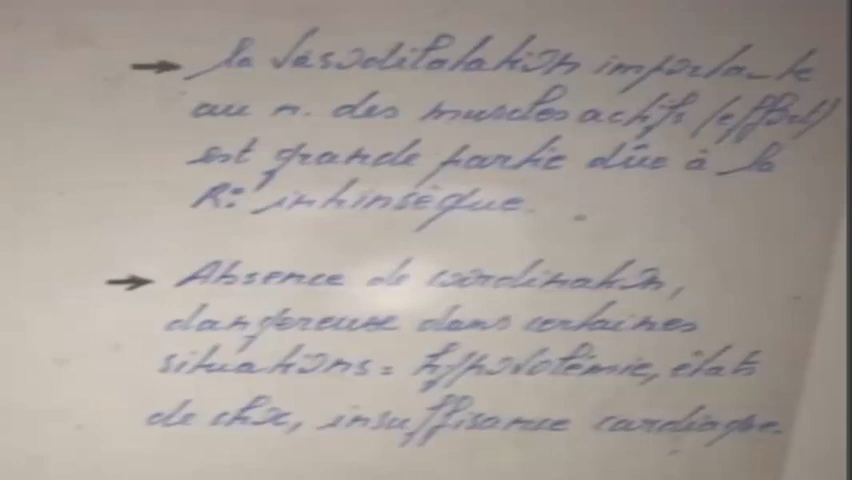 → la vasodilatation importante
au n. des muscles actifs (effort)
est grande partie dûe à la
R° intrinsèque.
→ Absence de coordination,
dangereuse dans certaines
situations = hypovolémie, états
de choc, insuffisance cardiaque.